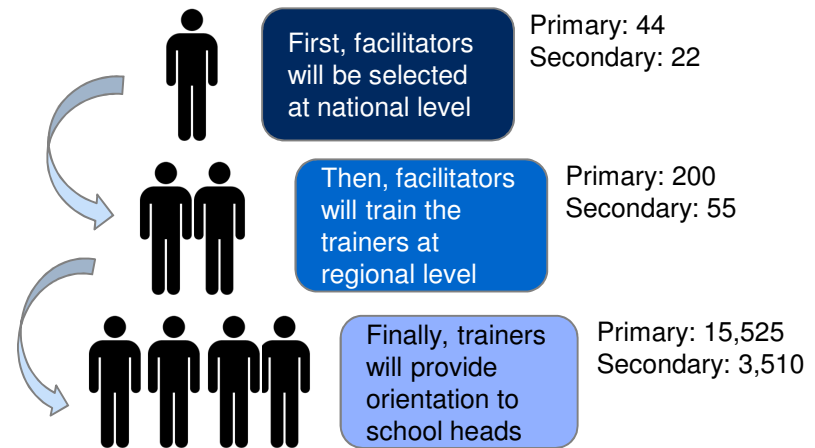 First, facilitators
will be selected
at national level
Primary: 44
Secondary: 22
Then, facilitators
will train the
trainers at
regional level
Primary: 200
Secondary: 55
Finally, trainers
will provide
orientation to
school heads
Primary: 15,525
Secondary: 3,510